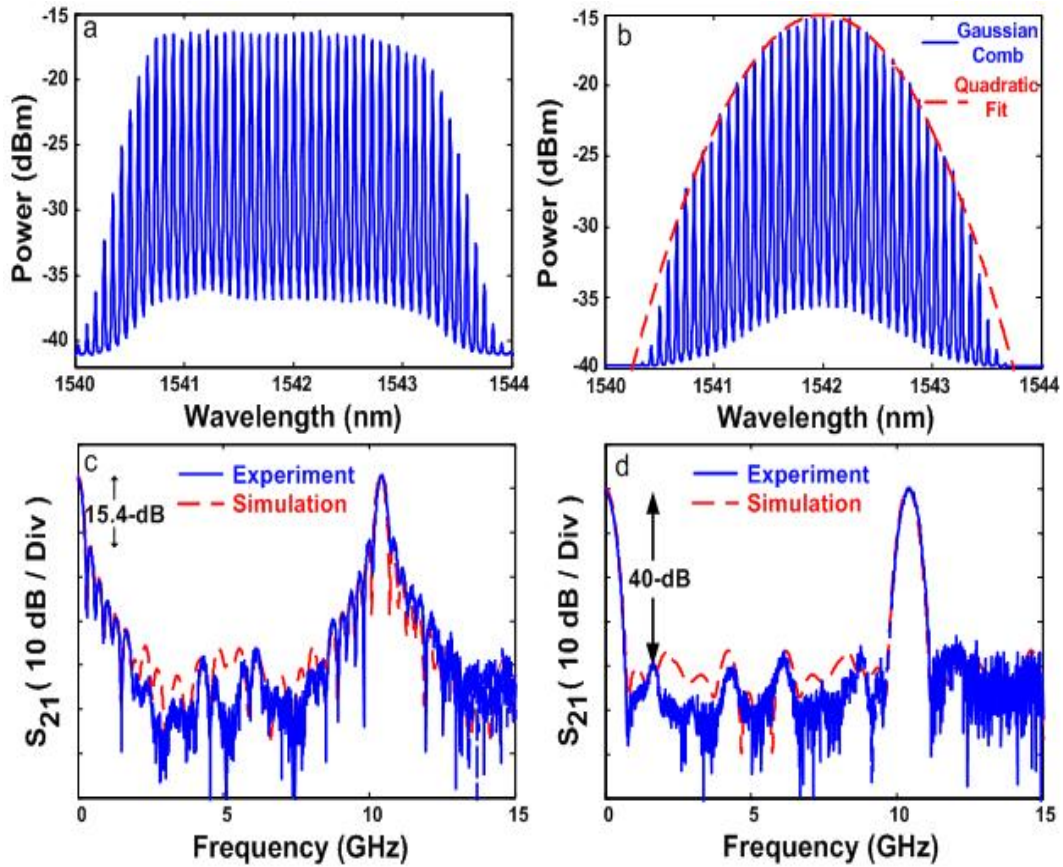 a
-15
-20
-25
-30
-35
-40
Power (dBm)
1540
1541
1542
1543
1544
Wavelength (nm)
b
Gaussian
Comb
Quadratic
Fit
-15
-20
-25
-30
-35
-40
Power (dBm)
1540
1541
1542
1543
1544
Wavelength (nm)
c
Experiment
Simulation
15.4-dB
S21( 10 dB / Div)
0
5
10
15
Frequency (GHz)
d
Experiment
Simulation
40-dB
S21( 10 dB / Div)
0
5
10
15
Frequency (GHz)